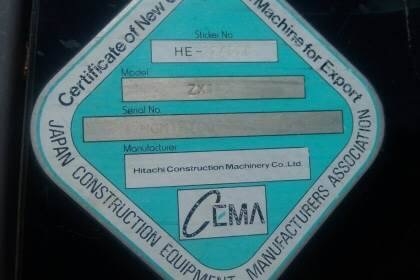 Certificate of New
Machine for Export
Sticker No
HE-
Model
ZX
Serial No
Manufacturer
Hitachi Construction Machinery Co., Ltd.
CEMA
JAPAN CONSTRUCTION EQUIPMENT MANUFACTURERS ASSOCIATION